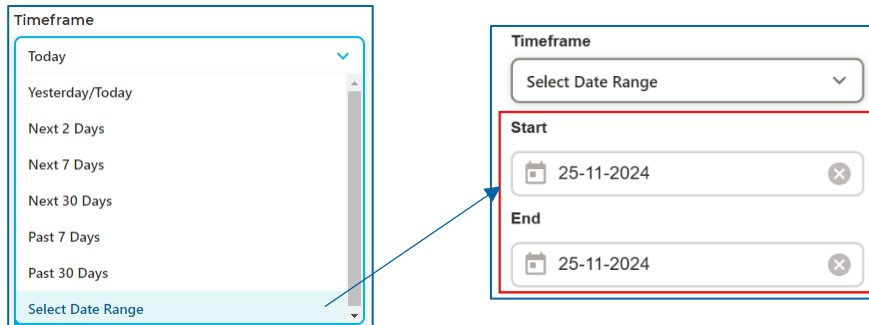 Timeframe
Today
Yesterday/Today
Next 2 Days
Next 7 Days
Next 30 Days
Past 7 Days
Past 30 Days
Select Date Range
Timeframe
Select Date Range
Start
25-11-2024
End
25-11-2024